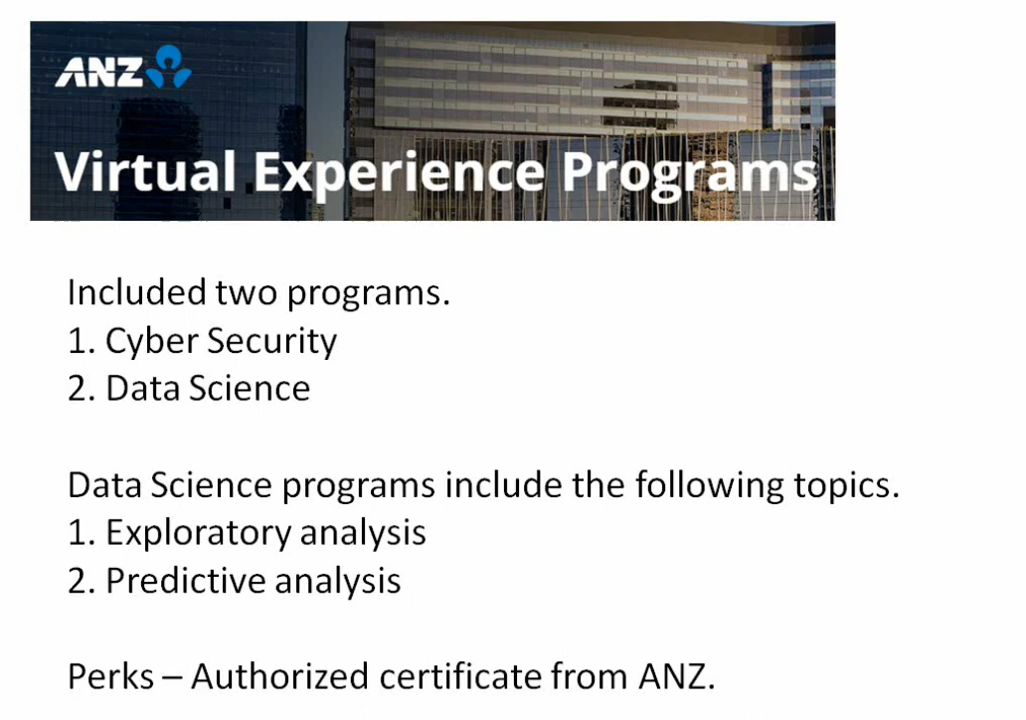 ANZ
Virtual Experience Programs
Included two programs.
1. Cyber Security
2. Data Science
Data Science programs include the following topics.
1. Exploratory analysis
2. Predictive analysis
Perks – Authorized certificate from ANZ.